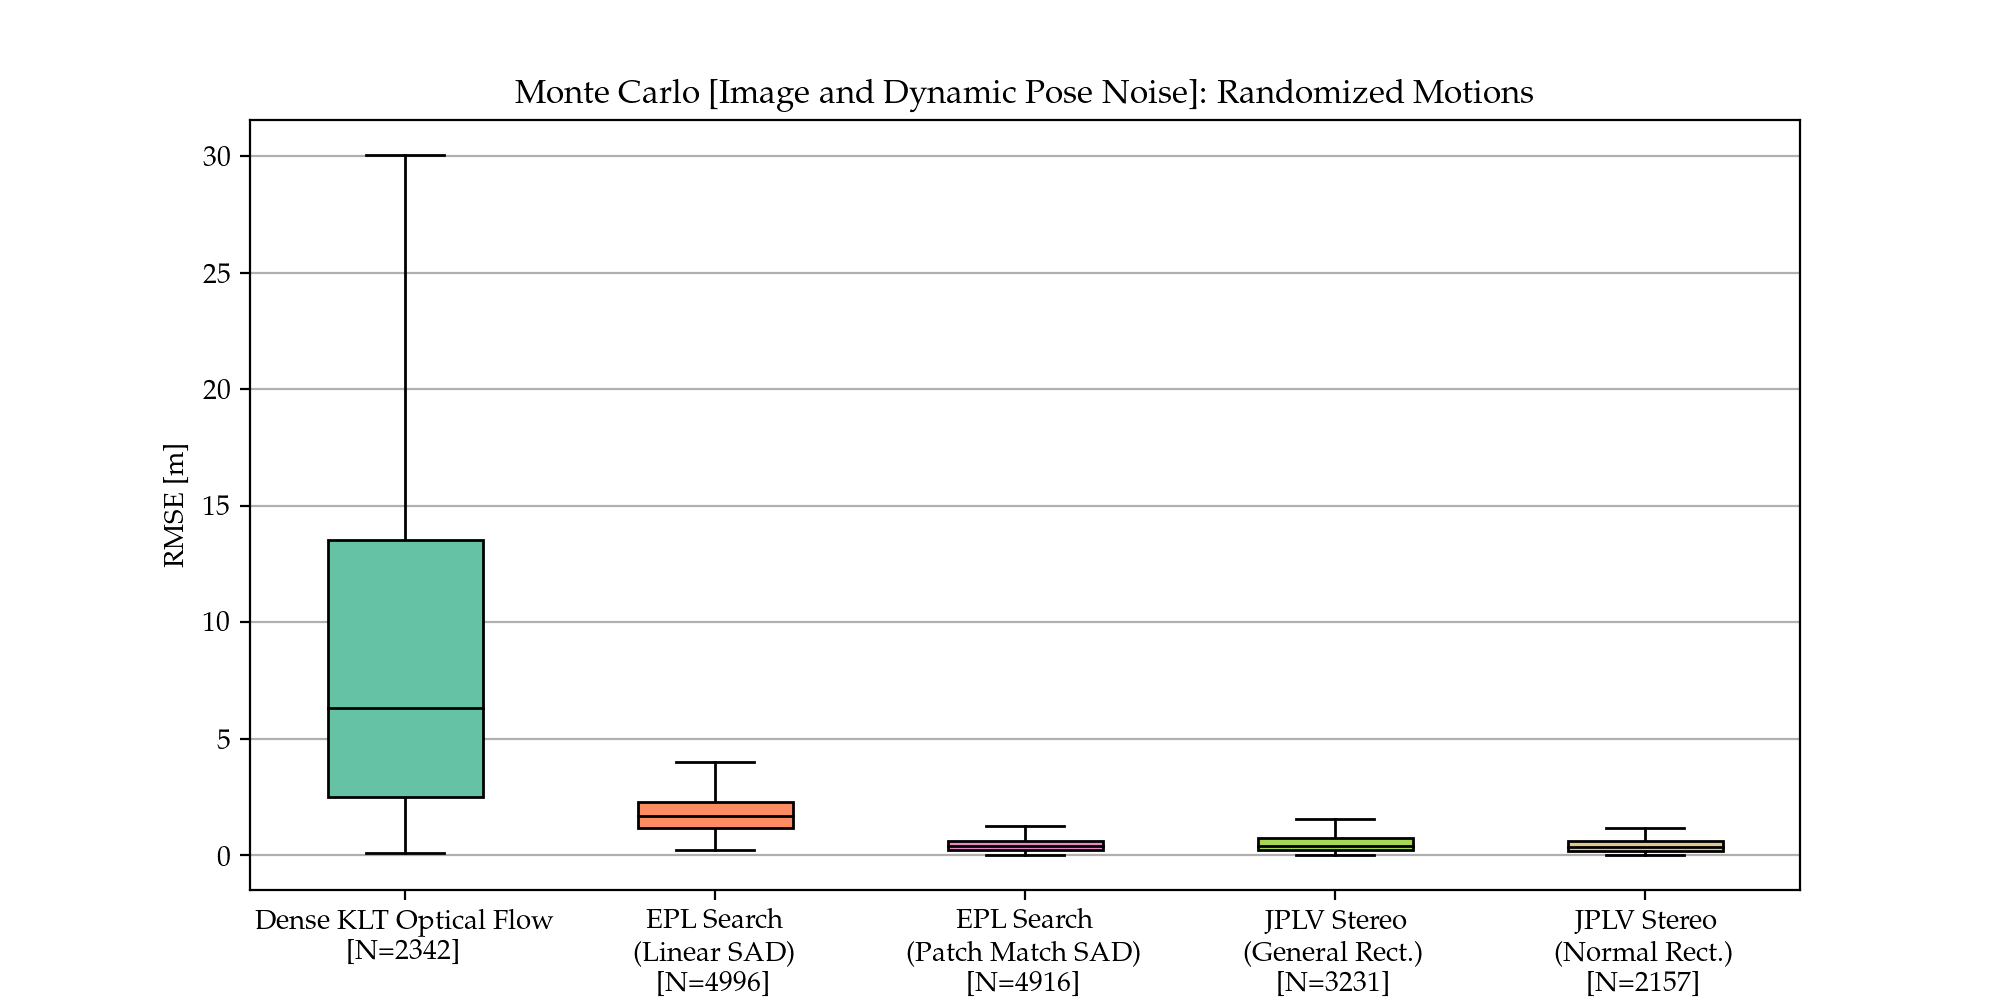 Monte Carlo [Image and Dynamic Pose Noise]: Randomized Motions
RMSE [m]
30
25
20
15
10
5
0
Dense KLT Optical Flow
[N=2342]
EPL Search
(Linear SAD)
[N=4996]
EPL Search
(Patch Match SAD)
[N=4916]
JPLV Stereo
(General Rect.)
[N=3231]
JPLV Stereo
(Normal Rect.)
[N=2157]